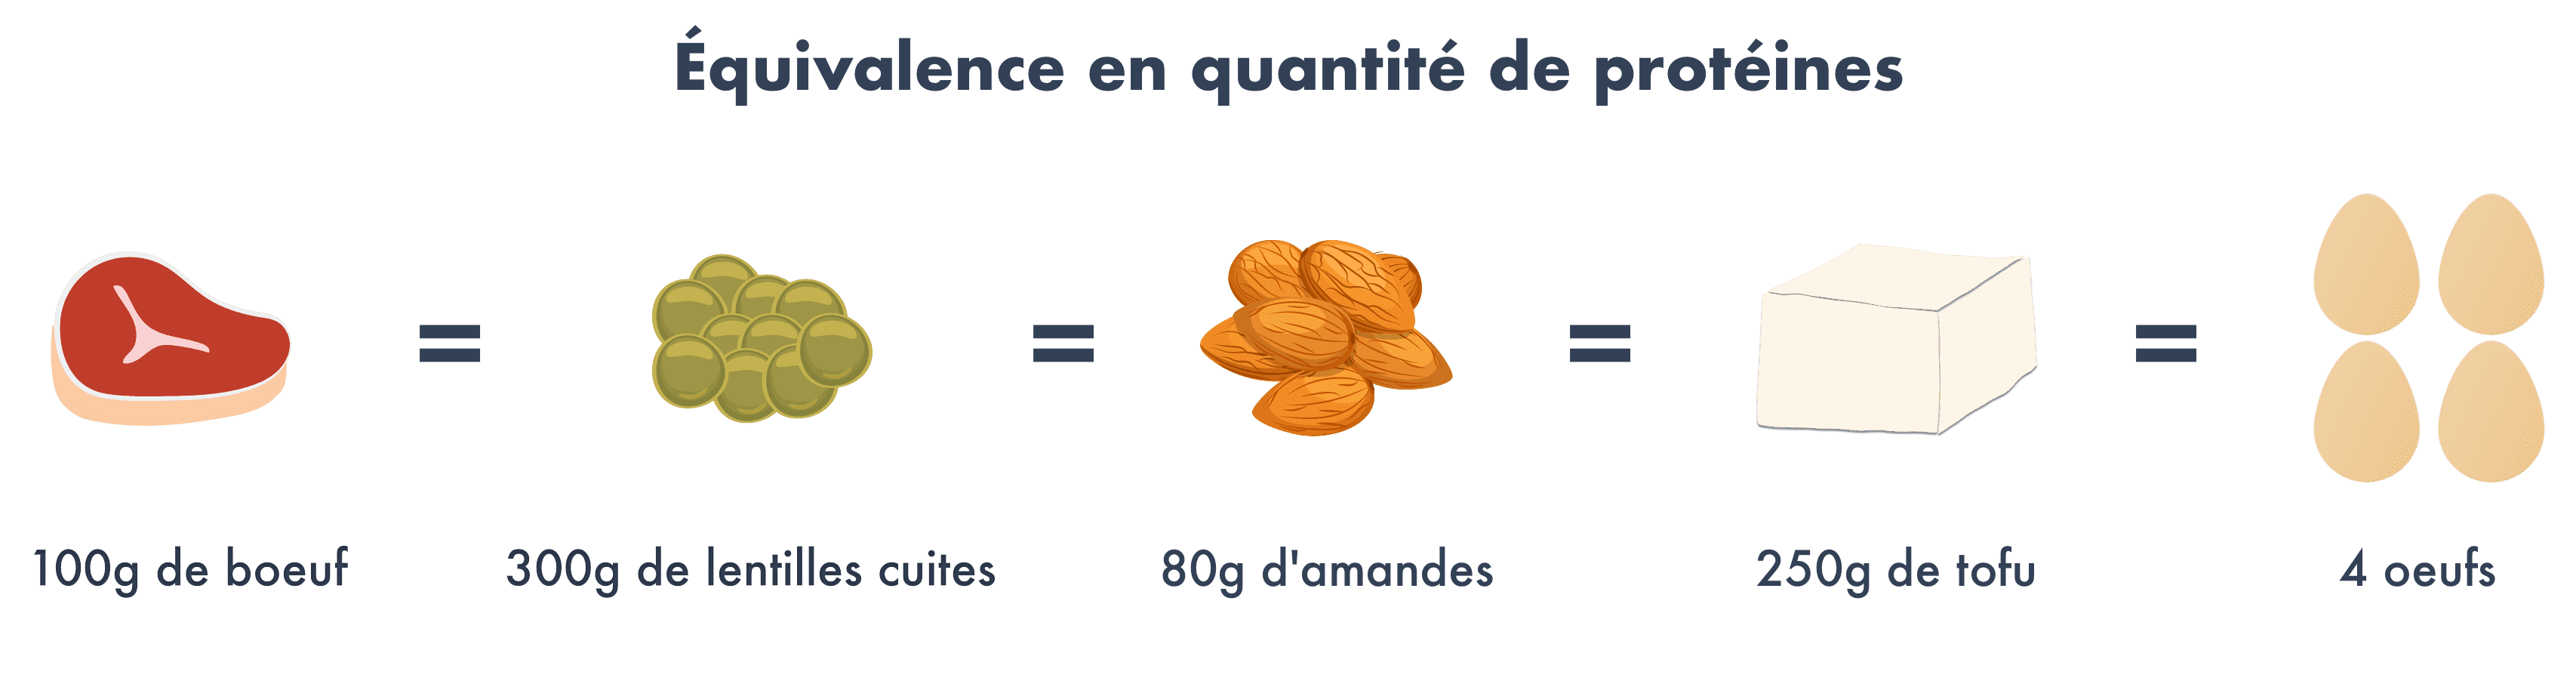 Équivalence en quantité de protéines
= = = =
100g de boeuf 300g de lentilles cuites 80g d'amandes 250g de tofu 4 oeufs